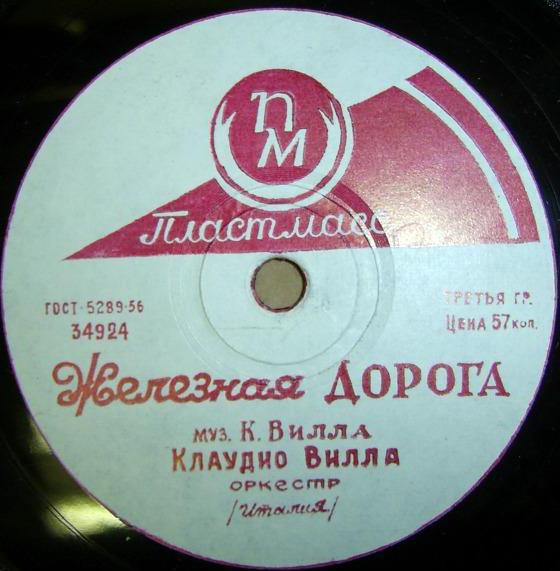 ПМ
Пластмасс
ГОСТ-5289-56
34924
ТРЕТЬЯ ГР.
ЦЕНА 57 коп.
Железная ДОРОГА
муз. К. ВИЛЛА
КЛАУДИО ВИЛЛА
ОРКЕСТР
/Италия/